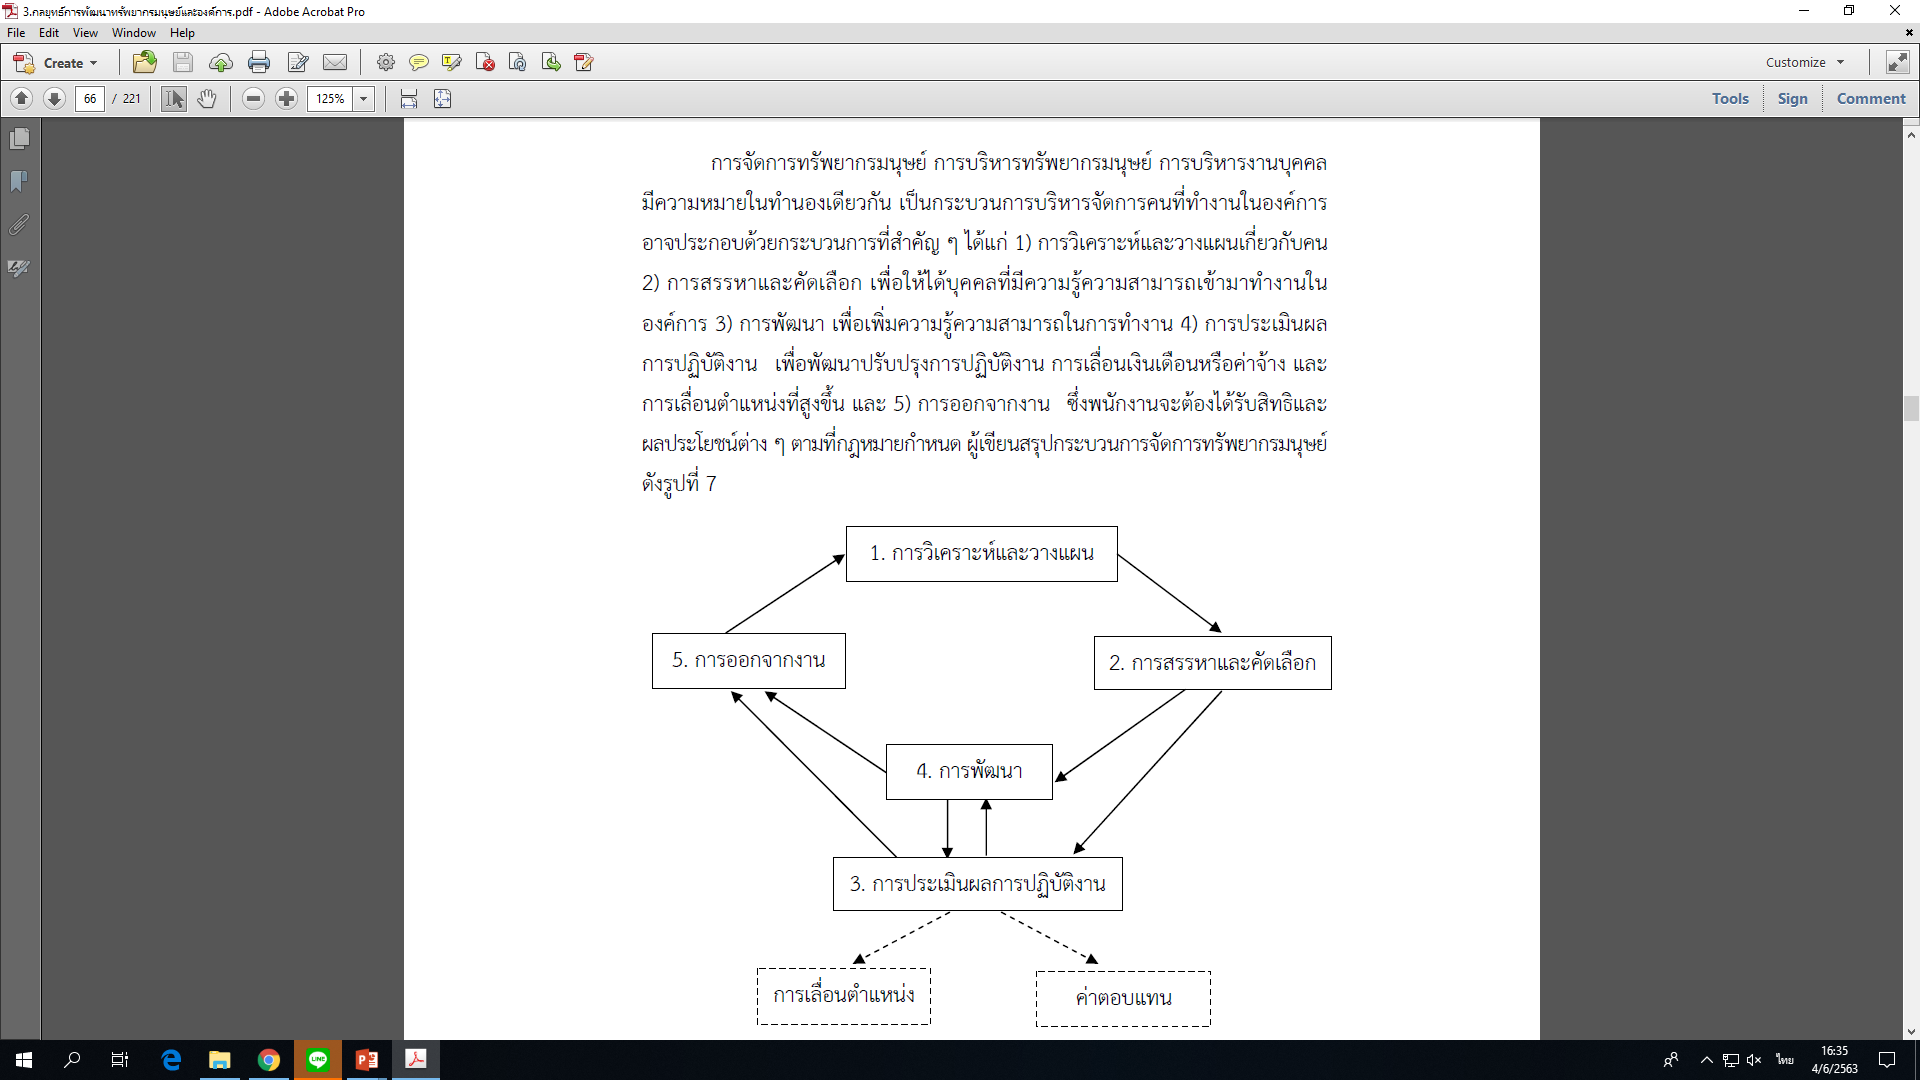 3.กลยุทธ์การพัฒนาทรัพยากรมนุษย์และองค์การ.pdf - Adobe Acrobat Pro
File Edit View Window Help
Create Customize
66 / 221 125% Tools Sign Comment
การจัดการทรัพยากรมนุษย์ การบริหารทรัพยากรมนุษย์ การบริหารงานบุคคล
มีความหมายในทำนองเดียวกัน เป็นกระบวนการบริหารจัดการคนที่ทำงานในองค์การ
อาจประกอบด้วยกระบวนการที่สำคัญ ๆ ได้แก่ 1) การวิเคราะห์และวางแผนเกี่ยวกับคน
2) การสรรหาและคัดเลือก เพื่อให้ได้บุคคลที่มีความรู้ความสามารถเข้ามาทำงานใน
องค์การ 3) การพัฒนา เพื่อเพิ่มความรู้ความสามารถในการทำงาน 4) การประเมินผล
การปฏิบัติงาน เพื่อพัฒนาปรับปรุงการปฏิบัติงาน การเลื่อนเงินเดือนหรือค่าจ้าง และ
การเลื่อนตำแหน่งที่สูงขึ้น และ 5) การออกจากงาน ซึ่งพนักงานจะต้องได้รับสิทธิและ
ผลประโยชน์ต่าง ๆ ตามที่กฎหมายกำหนด ผู้เขียนสรุปกระบวนการจัดการทรัพยากรมนุษย์
ดังรูปที่ 7
1. การวิเคราะห์และวางแผน
5. การออกจากงาน
2. การสรรหาและคัดเลือก
4. การพัฒนา
3. การประเมินผลการปฏิบัติงาน
การเลื่อนตำแหน่ง
ค่าตอบแทน
LINE
ไทย
16:35
4/6/2563